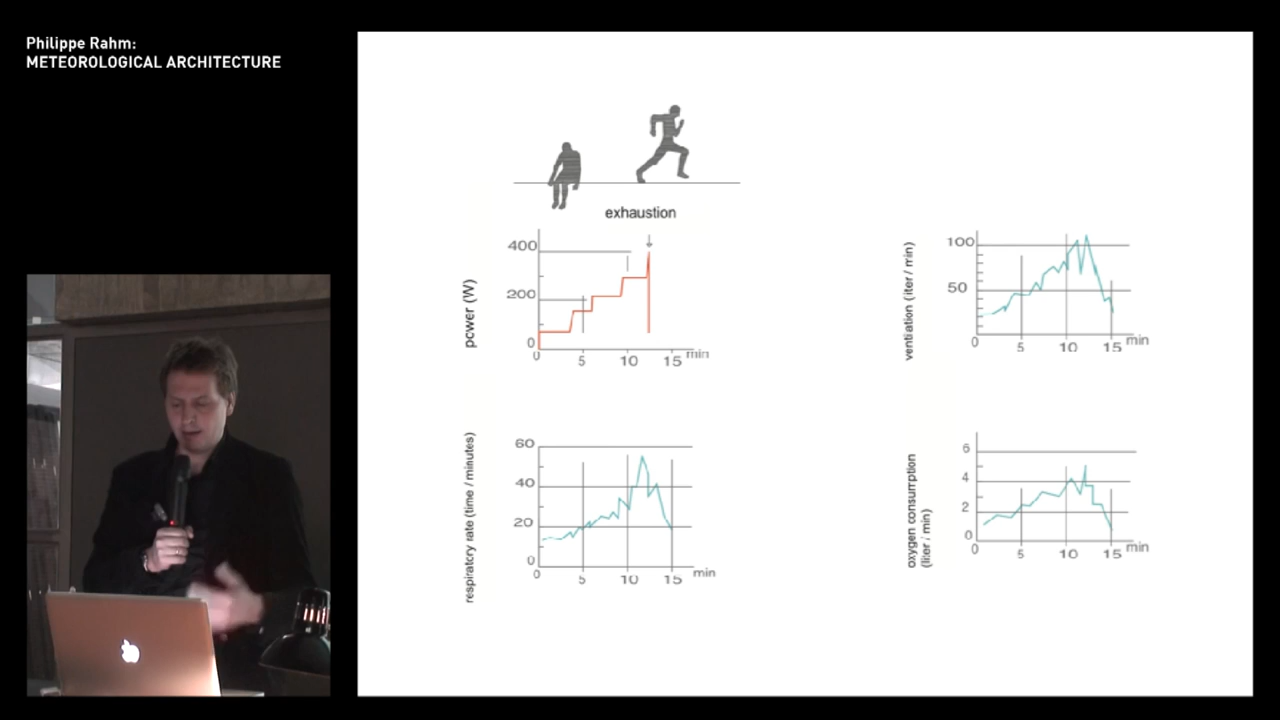 Philippe Rahm:
METEOROLOGICAL ARCHITECTURE
exhaustion
power (W)
400
200
0
0 5 10 15 min
ventiation (iter / min)
100
50
0
0 5 10 15 min
respiratory rate (time / minutes)
60
40
20
0
0 5 10 15 min
oxygen consumption
(liter / min)
6
4
2
0
0 5 10 15 min